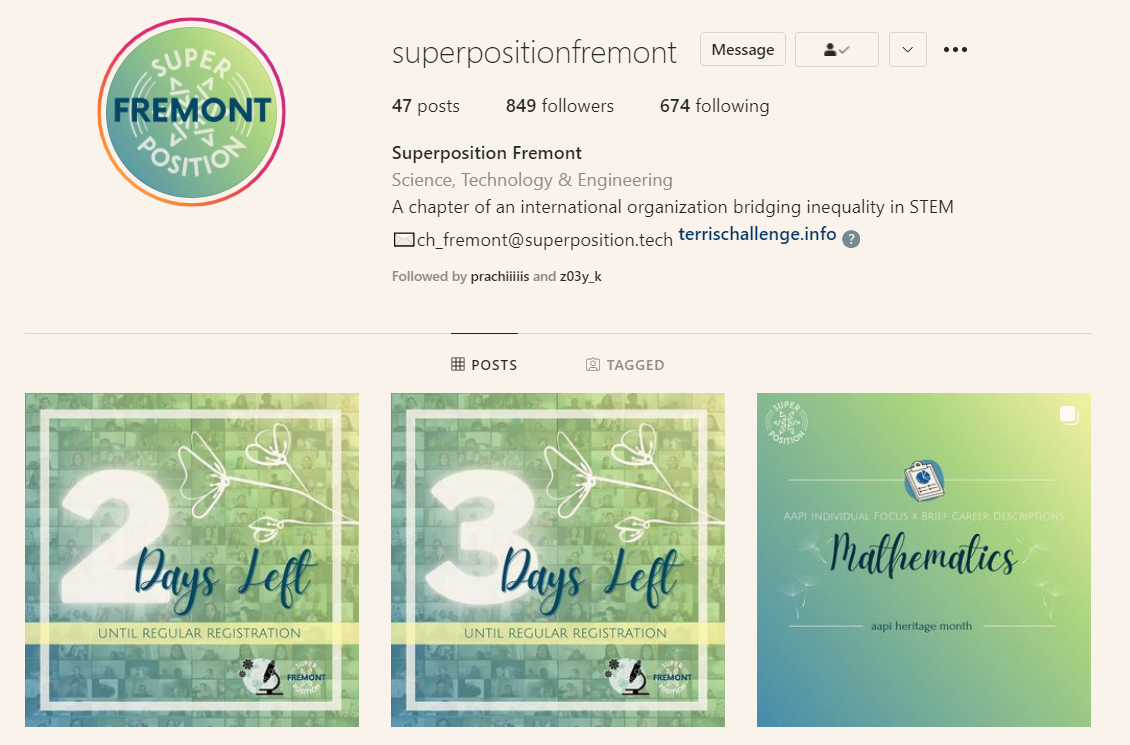 SUPER
FREMONT
POSITION
superpositionfremont
Message
47 posts 849 followers 674 following
Superposition Fremont
Science, Technology & Engineering
A chapter of an international organization bridging inequality in STEM
ch_fremont@superposition.tech terrischallenge.info ?
Followed by prachiiiiis and z03y_k
POSTS TAGGED
2
Days Left
UNTIL REGULAR REGISTRATION
SUPER
FREMONT
POSITION
3
Days Left
UNTIL REGULAR REGISTRATION
SUPER
FREMONT
POSITION
SUPER
POSITION
AAPI INDIVIDUAL FOCUS X BRIEF CAREER DESCRIPTIONS
Mathematics
aapi heritage month